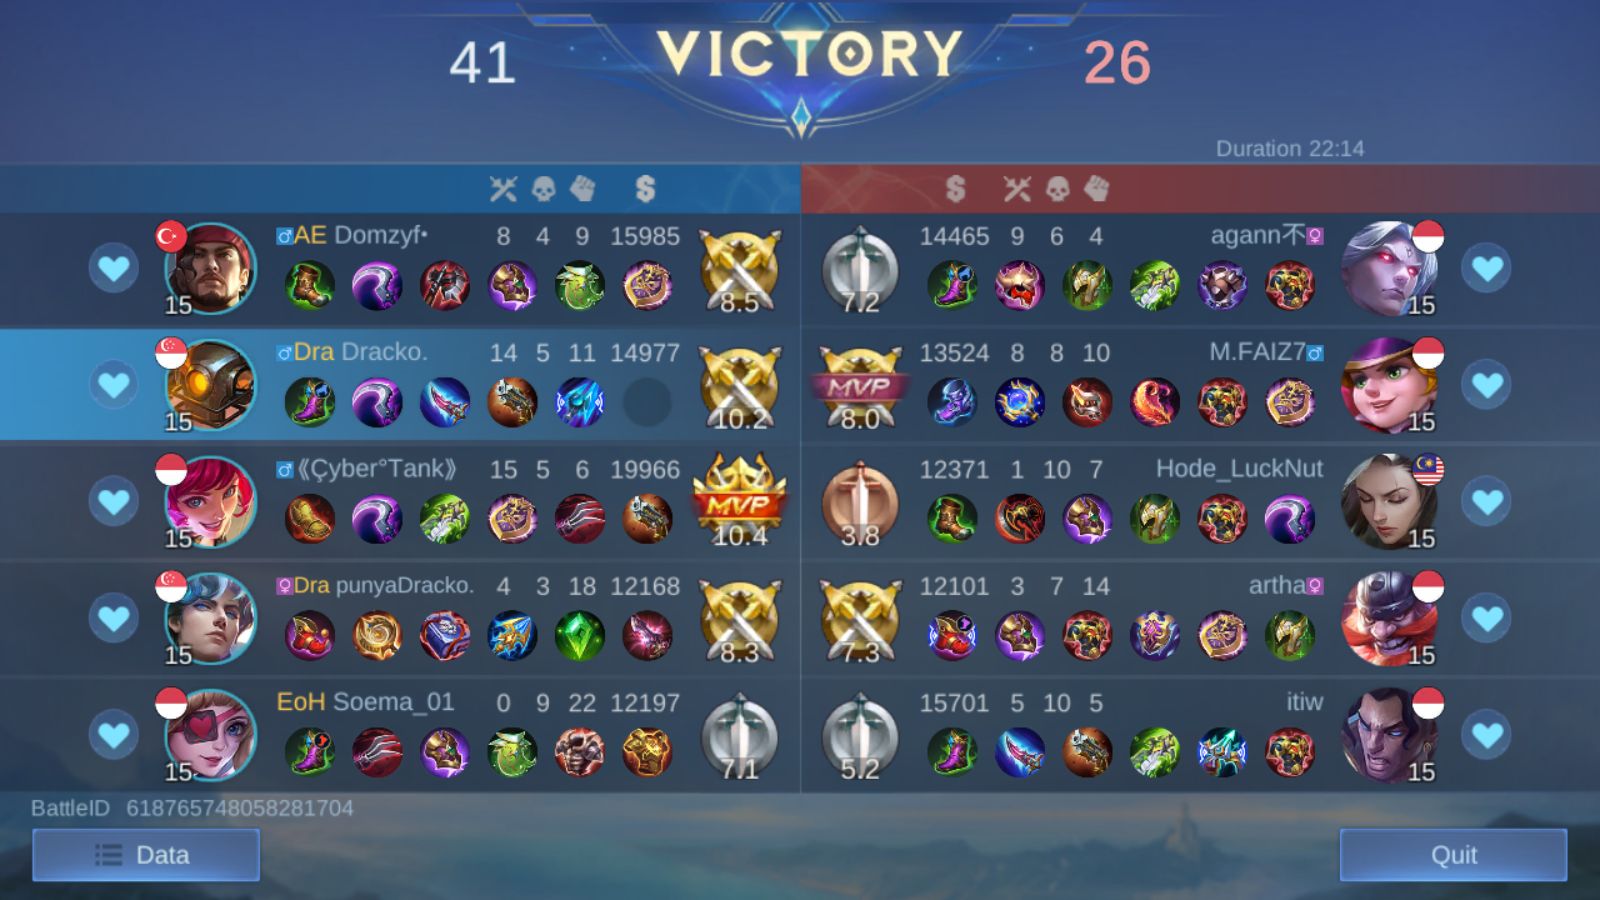 41 VICTORY 26
Duration 22:14
AE Domzyf• 8 4 9 15985
15 8.5
7.2 14465 9 6 4 agann不
15
Dra Dracko. 14 5 11 14977
15 10.2
MVP 8.0 13524 8 8 10 M.FAIZ7
15
《Çyber°Tank》 15 5 6 19966
15 MVP 10.4
3.8 12371 1 10 7 Hode_LuckNut
15
Dra punyaDracko. 4 3 18 12168
15 8.3
7.3 12101 3 7 14 artha
15
EoH Soema_01 0 9 22 12197
15 7.1
5.2 15701 5 10 5 itiw
15
BattleID 618765748058281704
Data
Quit